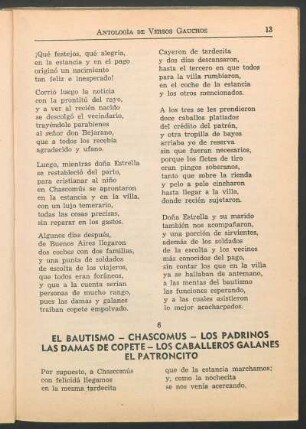 ANTOLOGÍA DE VERSOS GAUCHOS 13
¡Qué festejos, qué alegría,
en la estancia y en el pago
originó un nacimiento
tan feliz e inesperado!
Corrió luego la noticia
con la prontitú del rayo,
y a ver al recién nacido
se descolgó el vecindario,
trayéndole parabienes
al señor don Bejarano,
que a todos los recebía
agradecido y ufano.
Luego, mientras doña Estrella
se restableció del parto,
para cristianar al niño
en Chascomús se aprontaron
en la estancia y en la villa,
con un lujo temerario,
todas las cosas precisas,
sin reparar en los gastos.
Algunos días después,
de Buenos Aires llegaron
dos coches con dos familias,
y una punta de soldados
de escolta de los viajeros,
que todos eran foráneos,
y que a la cuenta serían
personas de mucho rango,
pues las damas y galanes
traiban copete empolvado.
Cayeron de tardecita
y dos días descansaron,
hasta el tercero en que todos
para la villa rumbiaron,
en el coche de la estancia
y los otros mencionados.
A los tres se les prendieron
doce caballos platiados
del crédito del patrón,
y otra tropilla de bayos
arriaba yo de reserva
sin que fueran necesarios,
porque los fletes de tiro
eran pingos soberanos,
tanto que sobre la rienda
y pelo a pelo cincharon
hasta llegar a la villa,
donde recién sujetaron.
Doña Estrella y su marido
también nos acompañaron,
y una porción de sirvientes,
además de los soldados
de la escolta y los vecinos
más conocidos del pago,
sin contar los que en la villa
ya se hallaban de antemano,
a las mentas del bautismo
las funciones esperando,
y a las cuales asistieron
lo mejor arrachaditos.
6
EL BAUTISMO – CHASCOMUS – LOS PADRINOS
LAS DAMAS DE COPETE – LOS CABALLEROS GALANES
EL PATRONCITO
Por supuesto, a Chascomús
con felicidá llegamos
en la mesma tardecita
que de la estancia marchamos;
y, como la nochecita
se nos venía acercando,